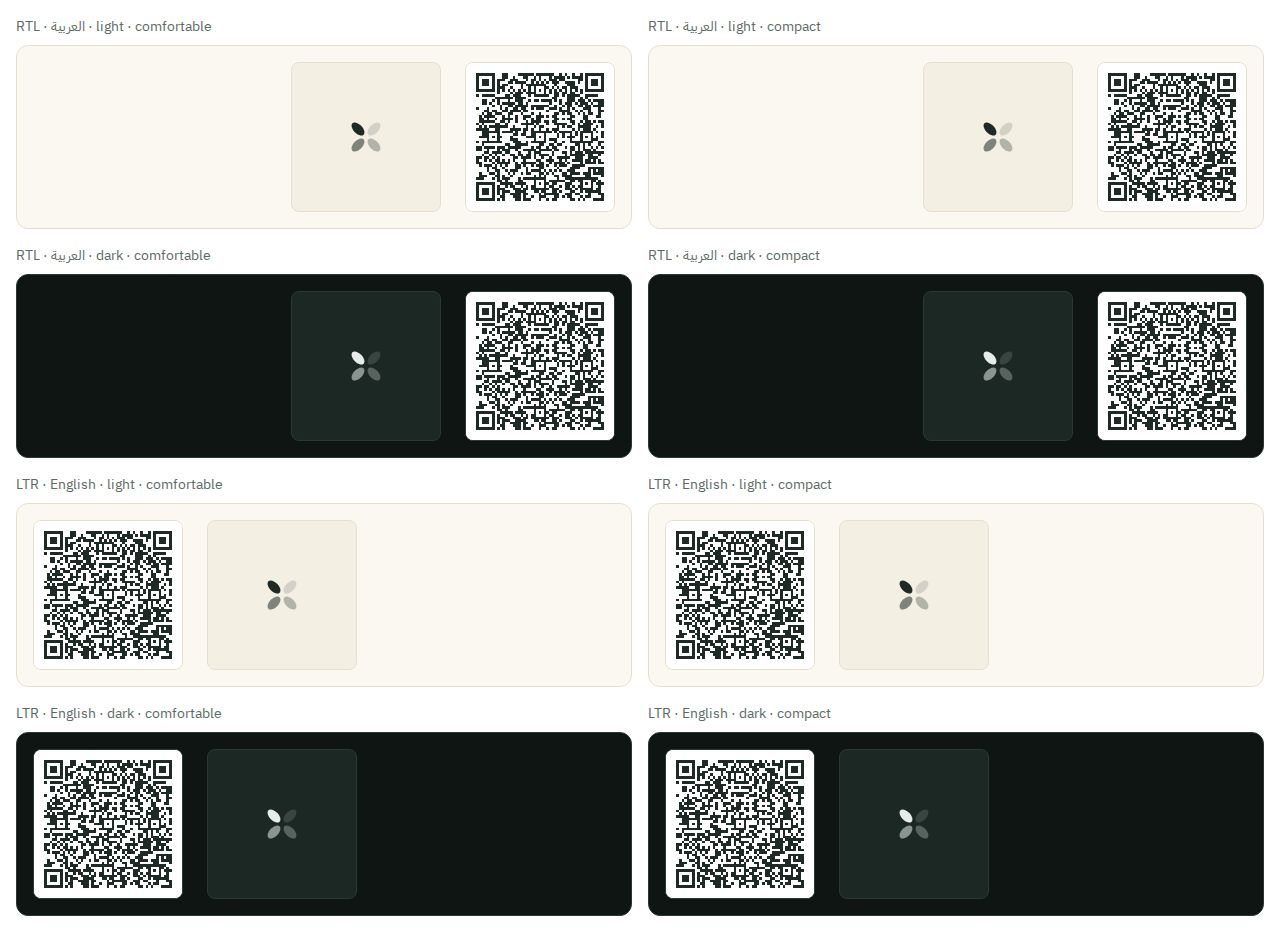 RTL · العربية · light · comfortable
RTL · العربية · light · compact
RTL · العربية · dark · comfortable
RTL · العربية · dark · compact
LTR · English · light · comfortable
LTR · English · light · compact
LTR · English · dark · comfortable
LTR · English · dark · compact